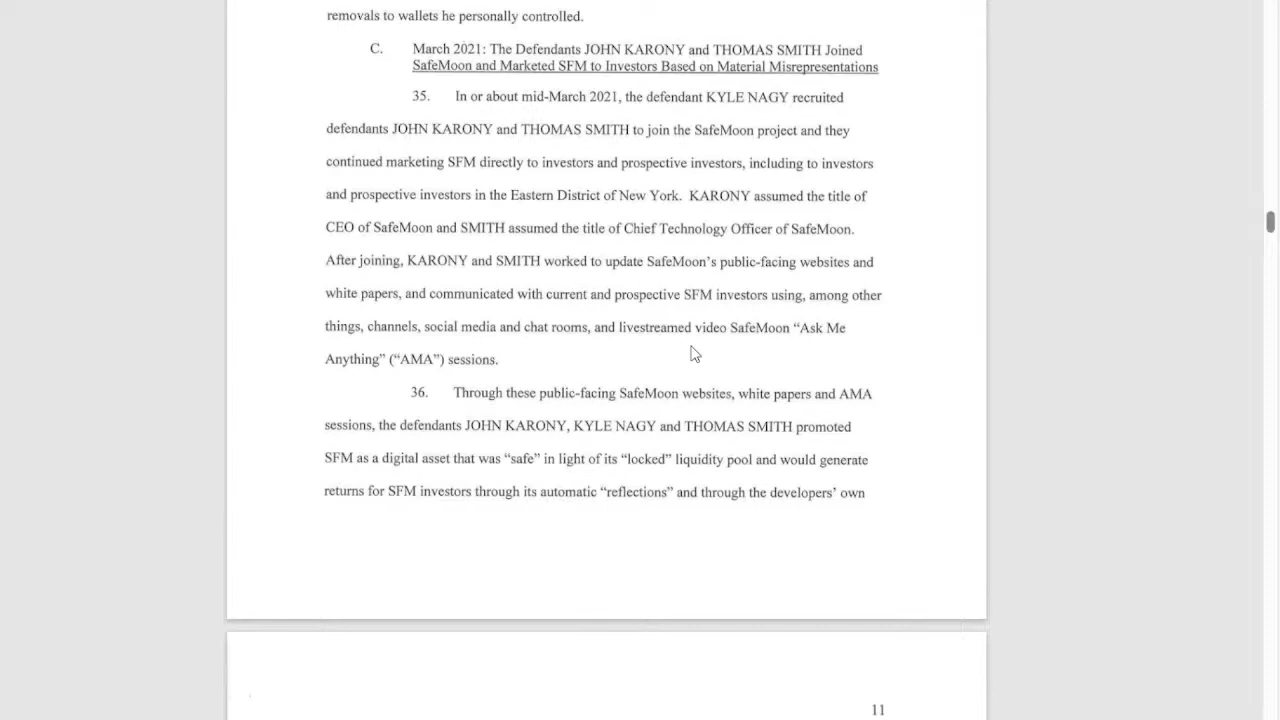 removals to wallets he personally controlled.
C. March 2021: The Defendants JOHN KARONY and THOMAS SMITH Joined
SafeMoon and Marketed SFM to Investors Based on Material Misrepresentations
35. In or about mid-March 2021, the defendant KYLE NAGY recruited
defendants JOHN KARONY and THOMAS SMITH to join the SafeMoon project and they
continued marketing SFM directly to investors and prospective investors, including to investors
and prospective investors in the Eastern District of New York. KARONY assumed the title of
CEO of SafeMoon and SMITH assumed the title of Chief Technology Officer of SafeMoon.
After joining, KARONY and SMITH worked to update SafeMoon's public-facing websites and
white papers, and communicated with current and prospective SFM investors using, among other
things, channels, social media and chat rooms, and livestreamed video SafeMoon “Ask Me
Anything” (“AMA”) sessions.
36. Through these public-facing SafeMoon websites, white papers and AMA
sessions, the defendants JOHN KARONY, KYLE NAGY and THOMAS SMITH promoted
SFM as a digital asset that was “safe” in light of its “locked” liquidity pool and would generate
returns for SFM investors through its automatic “reflections” and through the developers’ own
11